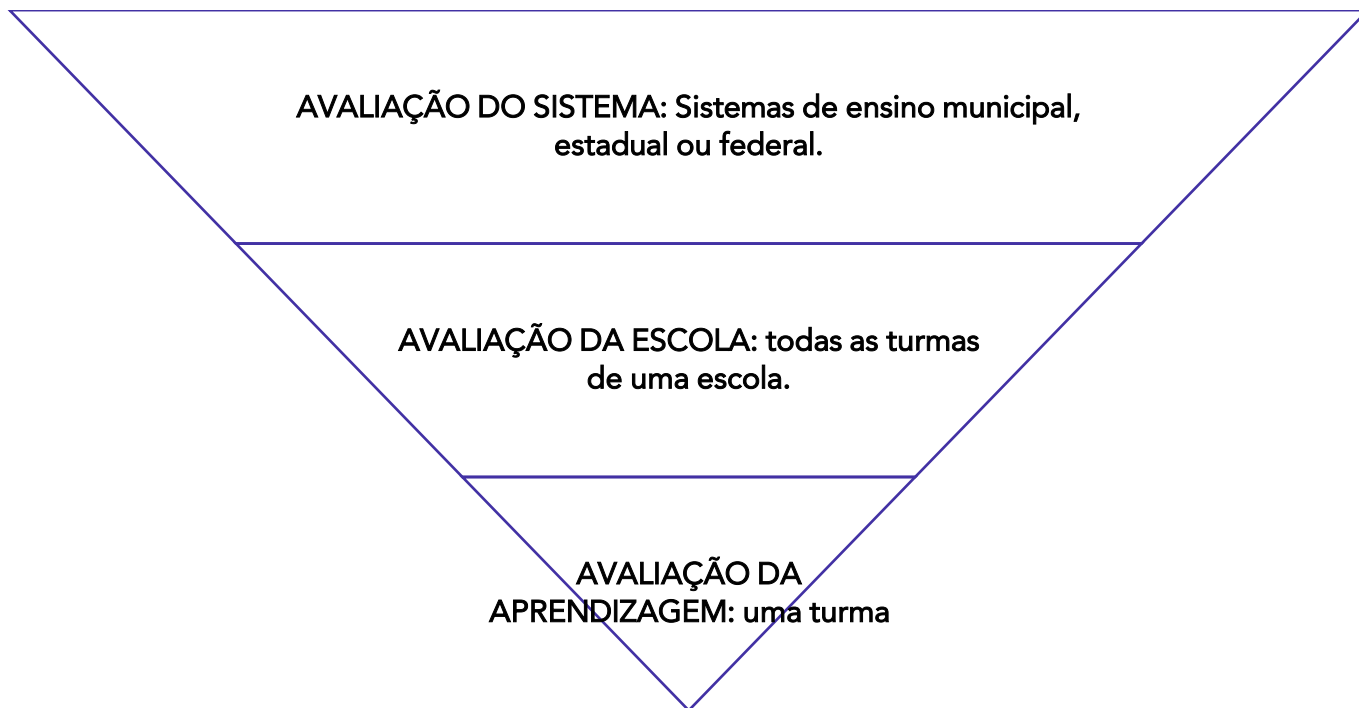 AVALIAÇÃO DO SISTEMA: Sistemas de ensino municipal,
estadual ou federal.
AVALIAÇÃO DA ESCOLA: todas as turmas
de uma escola.
AVALIAÇÃO DA
APRENDIZAGEM: uma turma